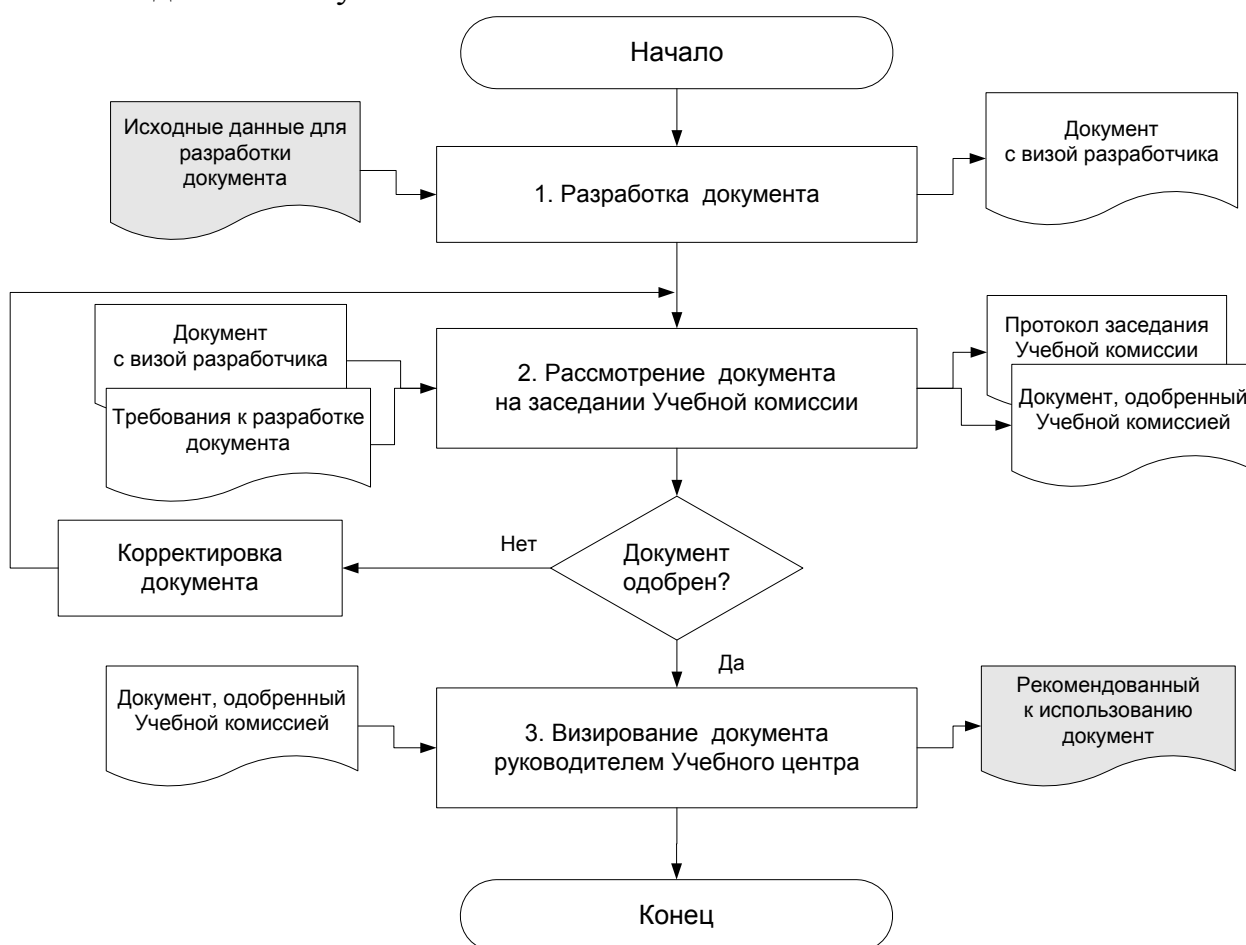 Начало
Исходные данные для
разработки
документа
1. Разработка документа
Документ
с визой разработчика
Документ
с визой разработчика
Требования к разработке
документа
2. Рассмотрение документа
на заседании Учебной комиссии
Протокол заседания
Учебной комиссии
Документ, одобренный
Учебной комиссией
Корректировка
документа
Нет
Документ
одобрен?
Да
Документ, одобренный
Учебной комиссией
3. Визирование документа
руководителем Учебного центра
Рекомендованный
к использованию
документ
Конец